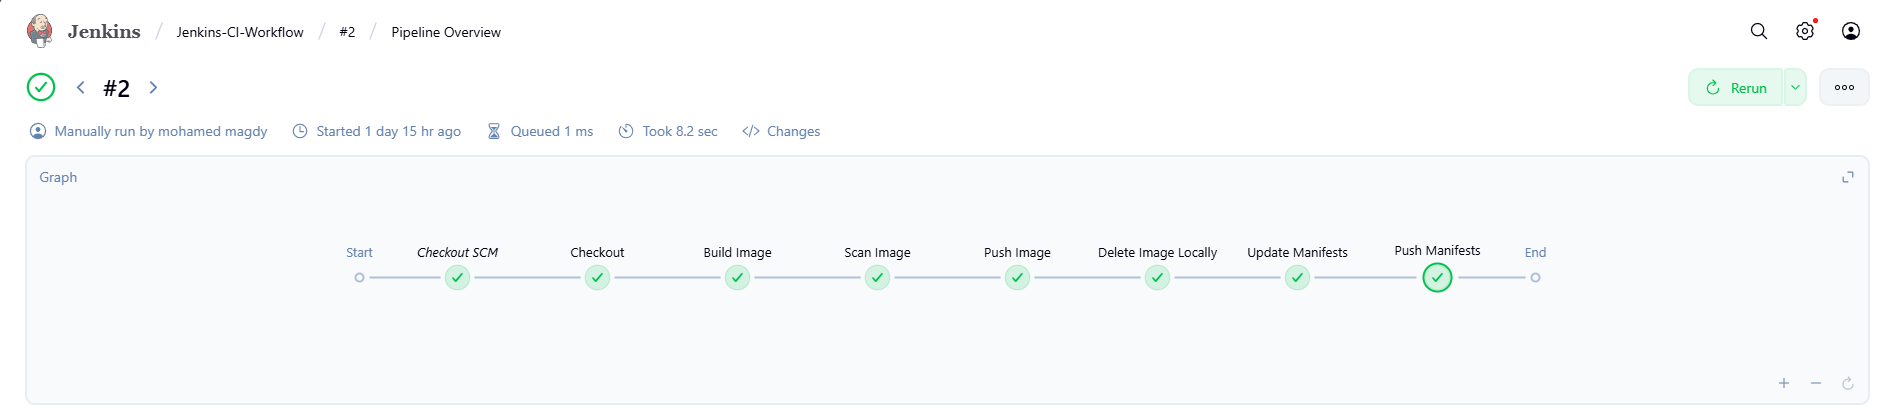 Jenkins / Jenkins-CI-Workflow / #2 / Pipeline Overview
#2
Rerun
Manually run by mohamed magdy Started 1 day 15 hr ago Queued 1 ms Took 8.2 sec </> Changes
Graph
Start Checkout SCM Checkout Build Image Scan Image Push Image Delete Image Locally Update Manifests Push Manifests End